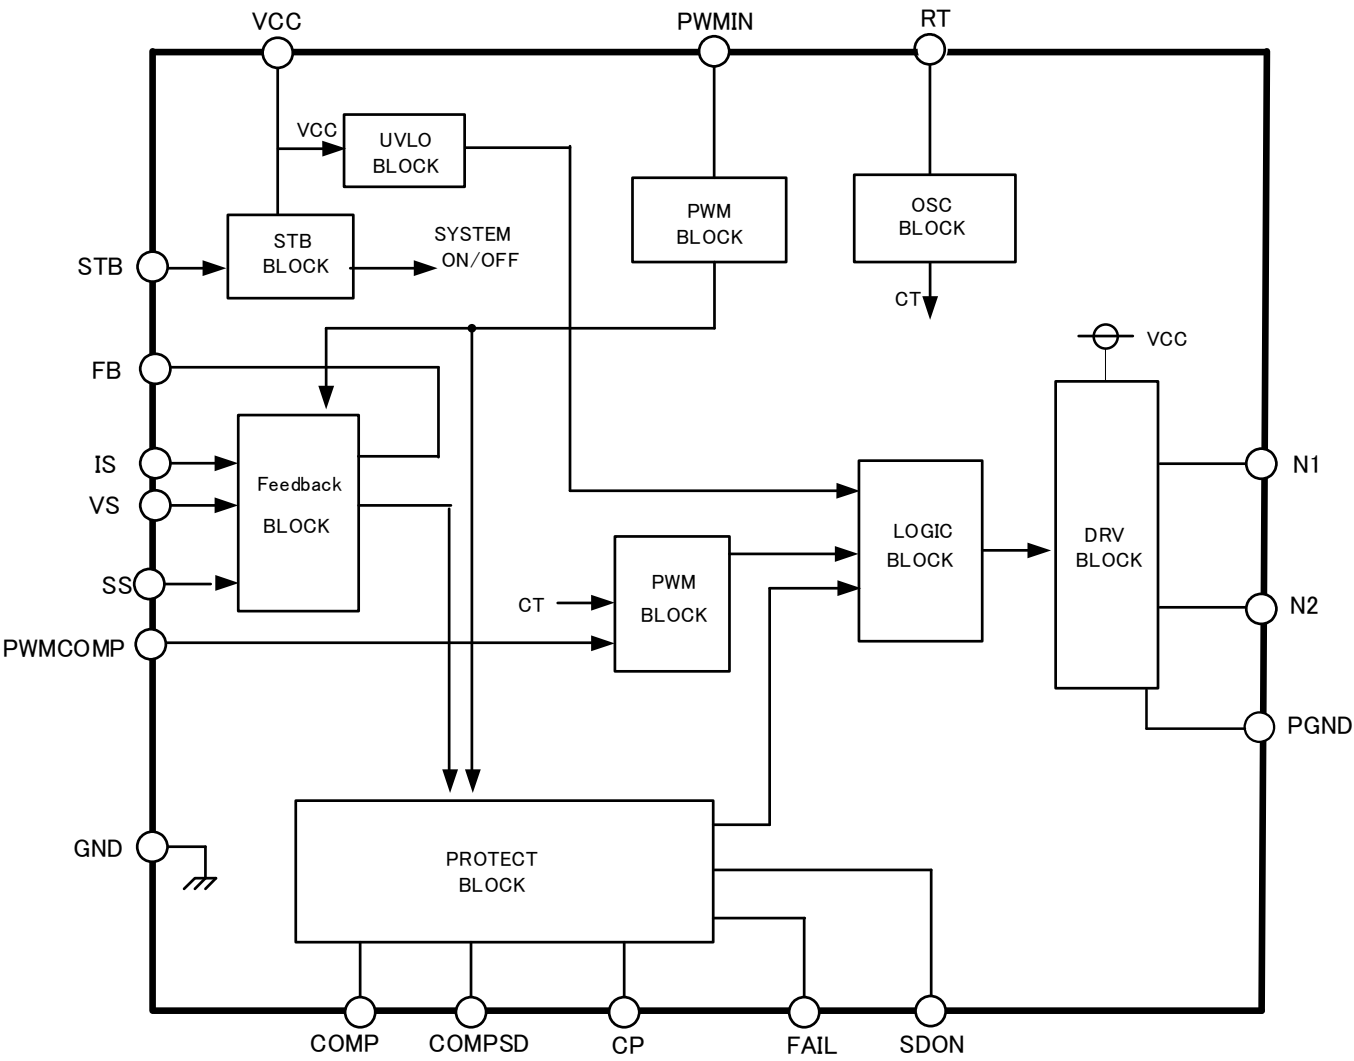 VCC
PWMIN
RT
VCC
UVLO
BLOCK
PWM
BLOCK
OSC
BLOCK
STB
STB
BLOCK
SYSTEM
ON/OFF
CT
VCC
FB
IS
VS
SS
Feedback
BLOCK
PWMCOMP
CT
PWM
BLOCK
LOGIC
BLOCK
DRV
BLOCK
N1
N2
PGND
GND
PROTECT
BLOCK
COMP
COMPSD
CP
FAIL
SDON